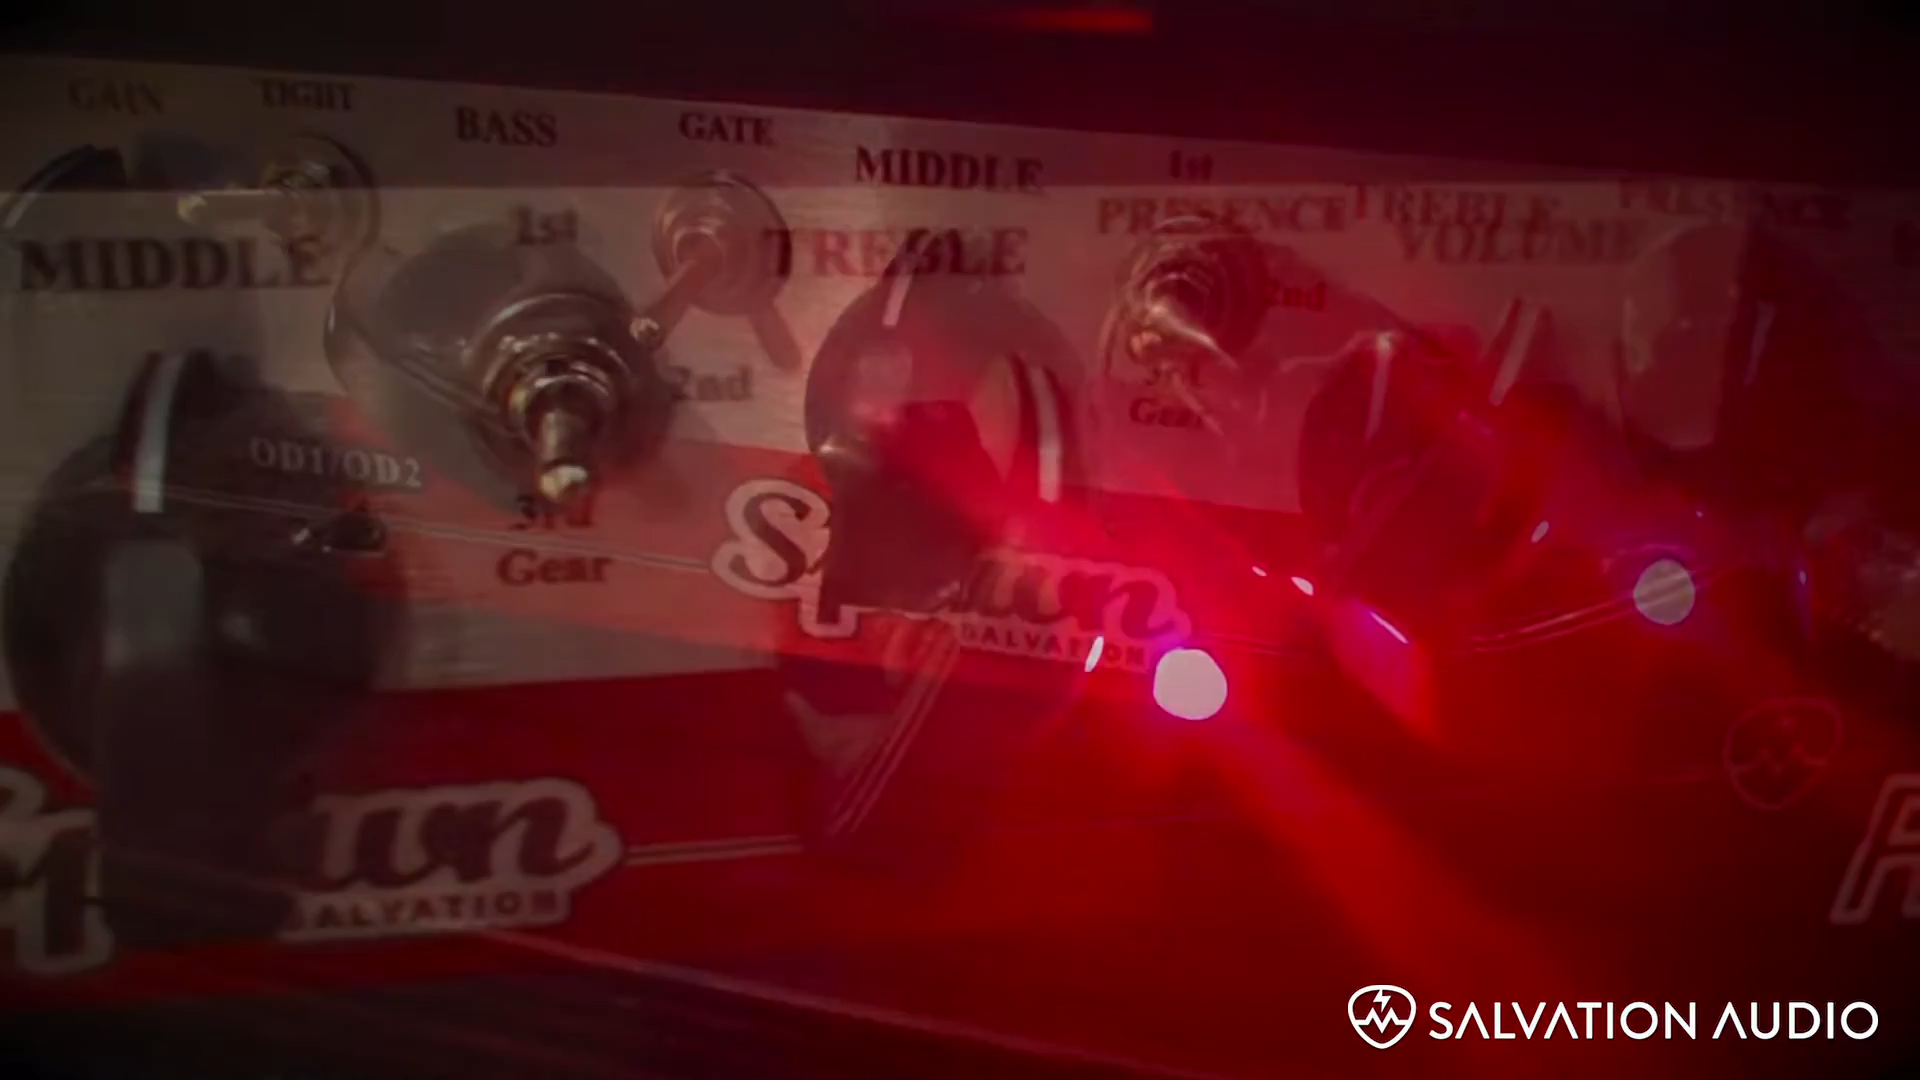 GAIN
TIGHT
BASS
GATE
MIDDLE
1st
PRESENCE
TREBLE
PRESENCE
VOLUME
MIDDLE
1st
TREBLE
2nd
2nd
3rd
Gear
OD1/OD2
3rd
Gear
SALVATION
SALVATION
SALVATION AUDIO